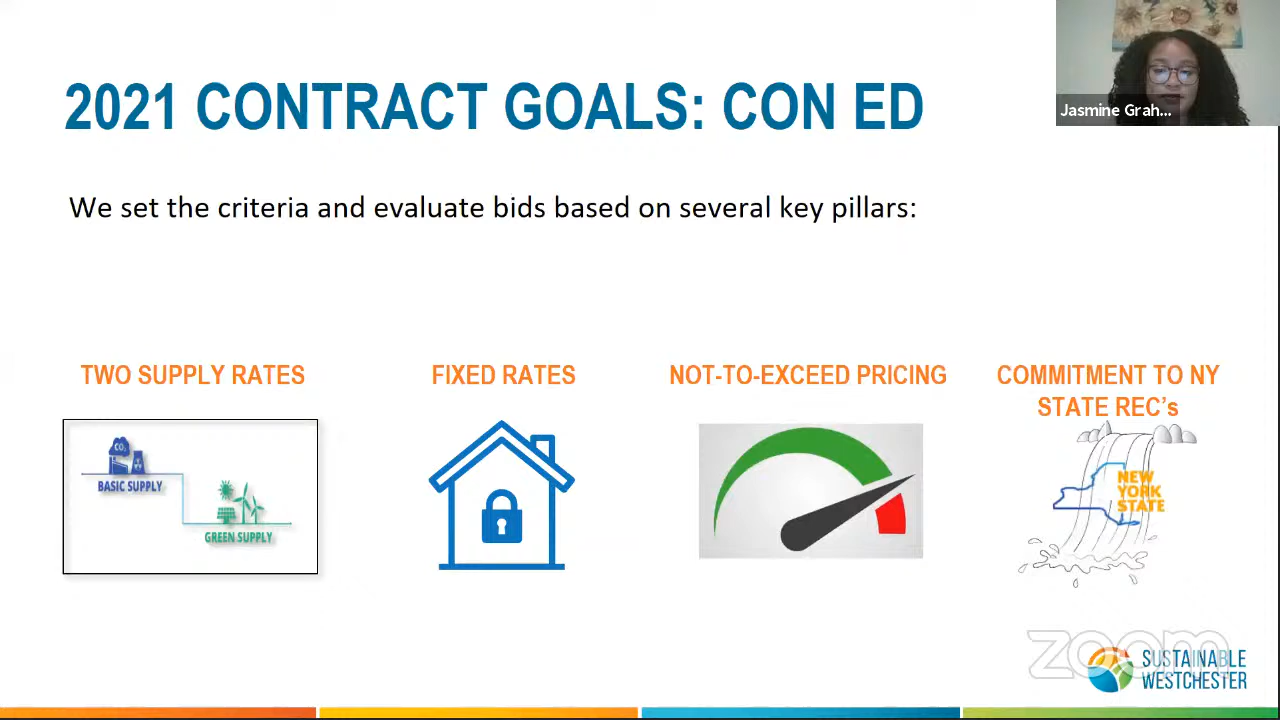 Jasmine Grah...
2021 CONTRACT GOALS: CON ED
We set the criteria and evaluate bids based on several key pillars:
TWO SUPPLY RATES
FIXED RATES
NOT-TO-EXCEED PRICING
COMMITMENT TO NY
STATE REC's
CO₂
BASIC SUPPLY
GREEN SUPPLY
NEW
YORK
STATE
zoom
SUSTAINABLE
WESTCHESTER